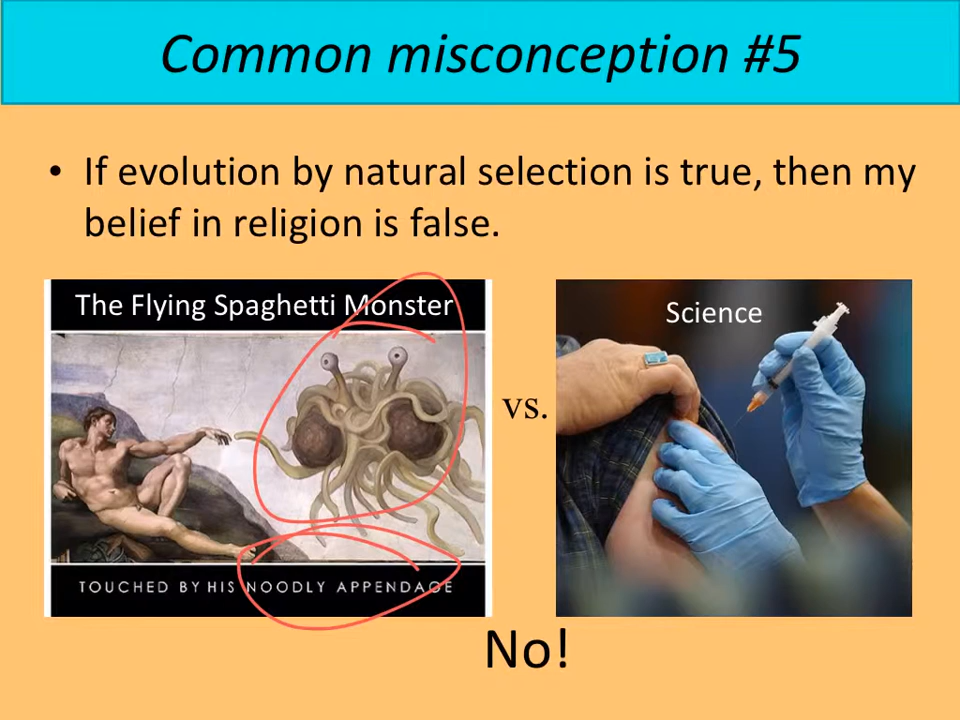 Common misconception #5
• If evolution by natural selection is true, then my
belief in religion is false.
The Flying Spaghetti Monster
Science
vs.
TOUCHED BY HIS NOODLY APPENDAGE
No!